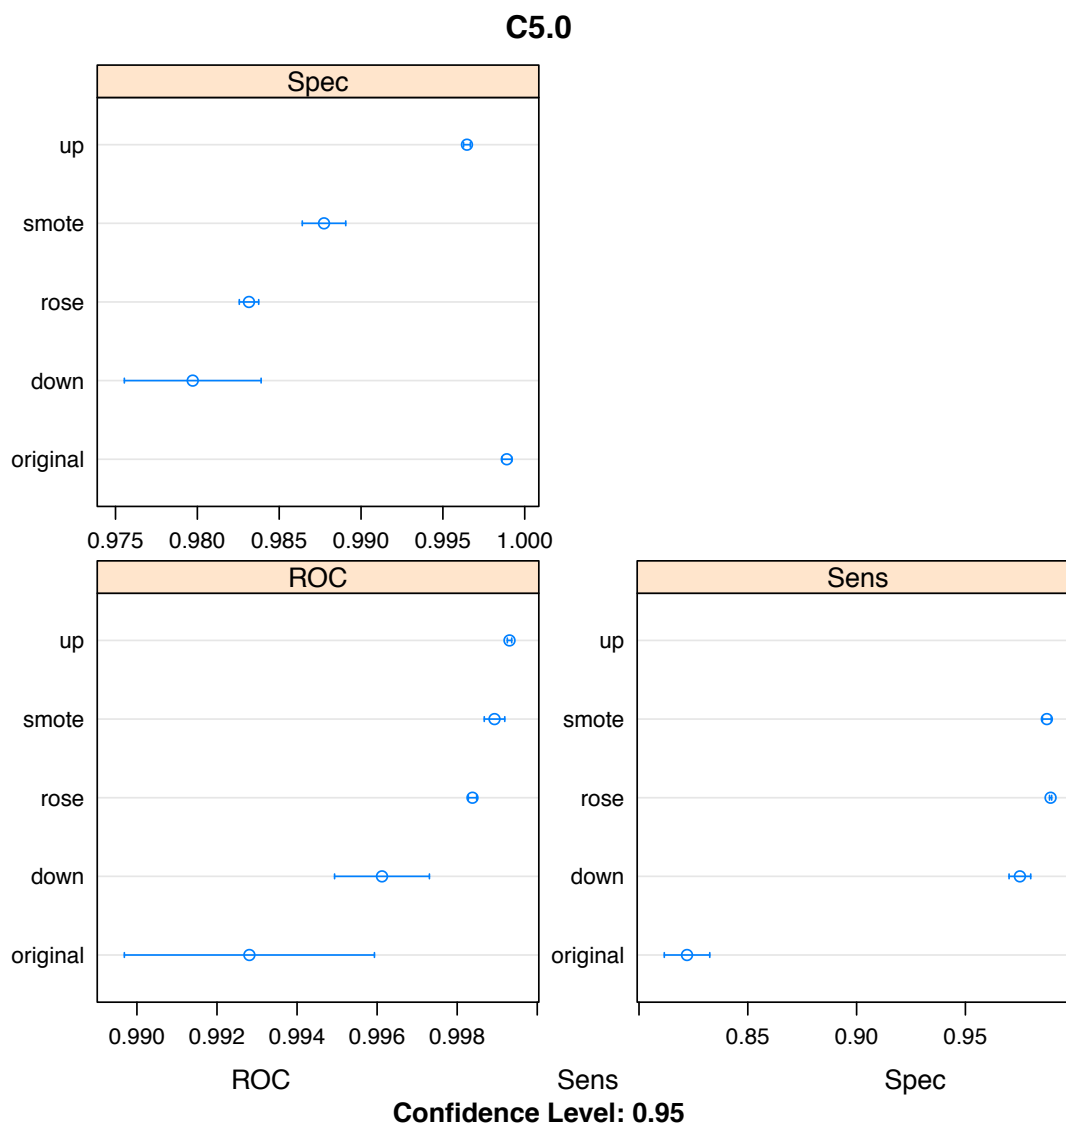 C5.0
Spec
up
smote
rose
down
original
0.975 0.980 0.985 0.990 0.995 1.000
ROC
up
smote
rose
down
original
0.990 0.992 0.994 0.996 0.998
Sens
up
smote
rose
down
original
0.85 0.90 0.95
ROC Sens Spec
Confidence Level: 0.95